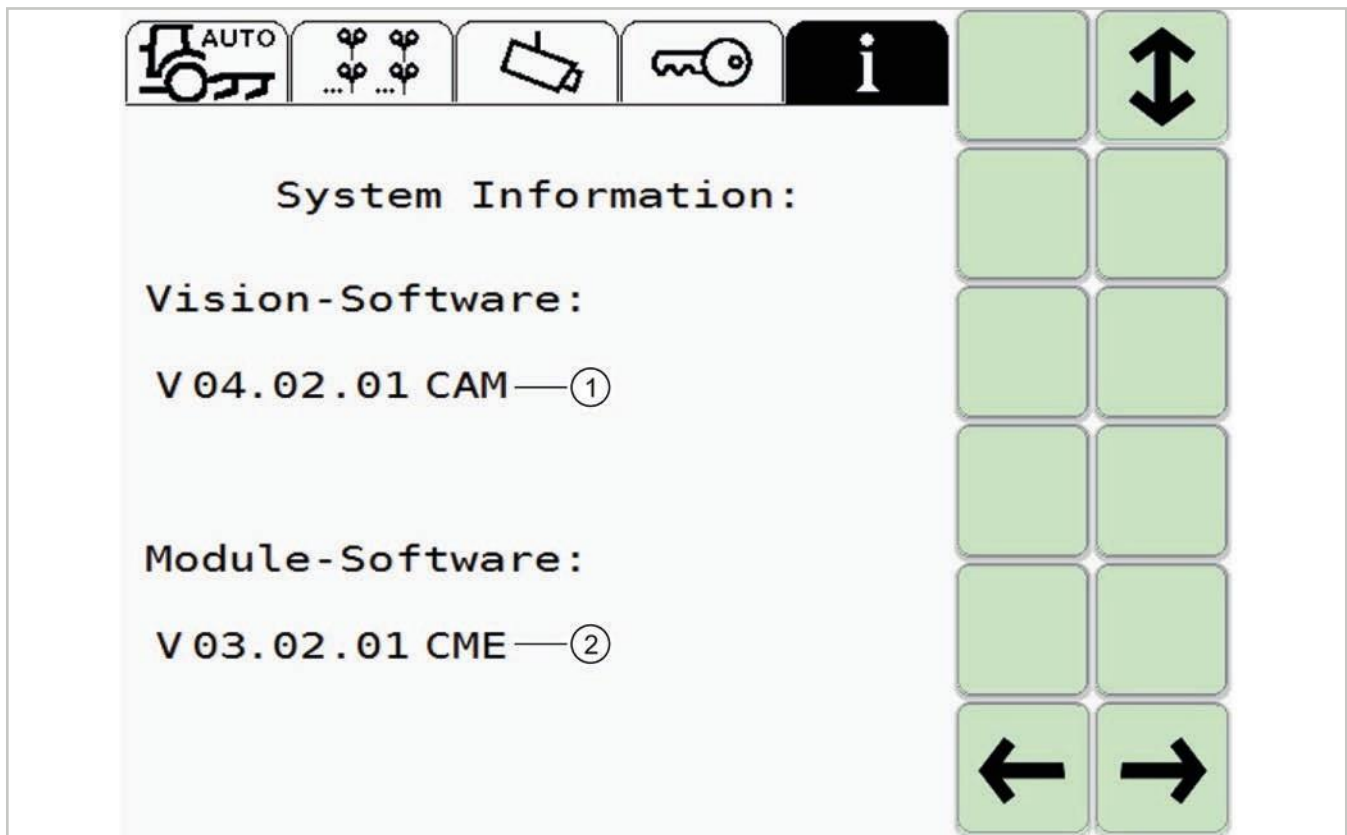 AUTO
i
System Information:
Vision-Software:
V 04.02.01 CAM 1
Module-Software:
V 03.02.01 CME 2